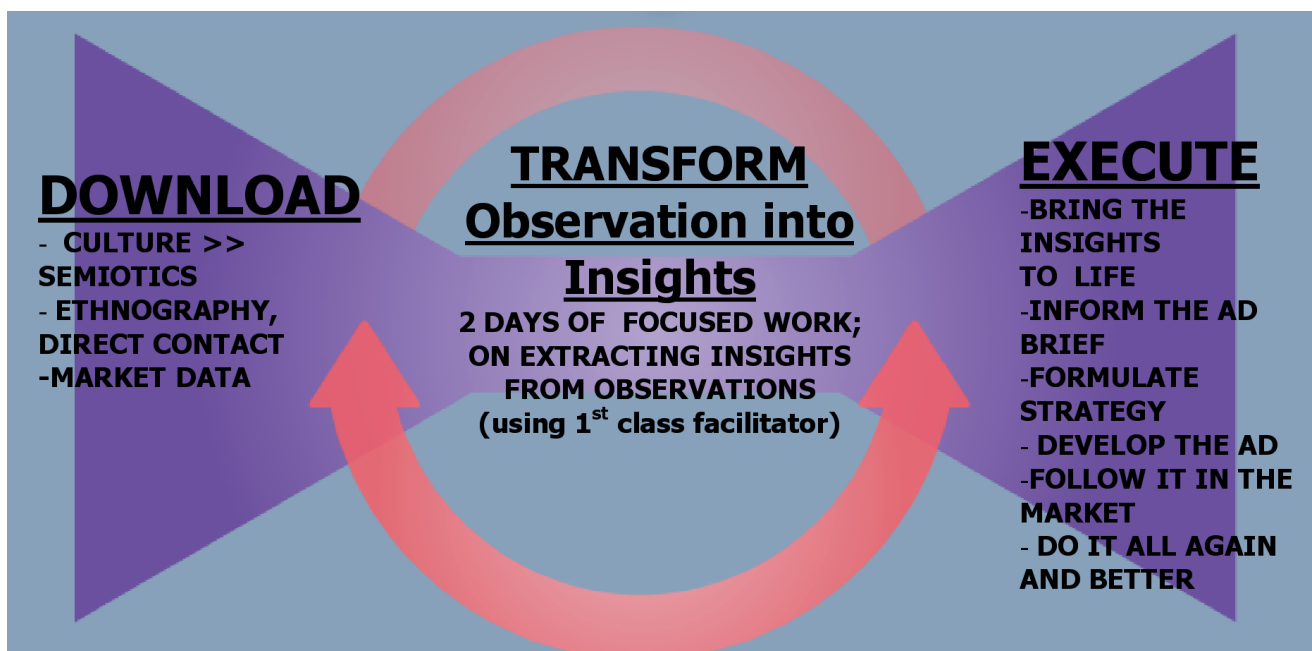 DOWNLOAD
- CULTURE >>
SEMIOTICS
- ETHNOGRAPHY,
DIRECT CONTACT
-MARKET DATA
TRANSFORM
Observation into
Insights
2 DAYS OF FOCUSED WORK;
ON EXTRACTING INSIGHTS
FROM OBSERVATIONS
(using 1st class facilitator)
EXECUTE
-BRING THE
INSIGHTS
TO LIFE
-INFORM THE AD
BRIEF
-FORMULATE
STRATEGY
- DEVELOP THE AD
-FOLLOW IT IN THE
MARKET
- DO IT ALL AGAIN
AND BETTER